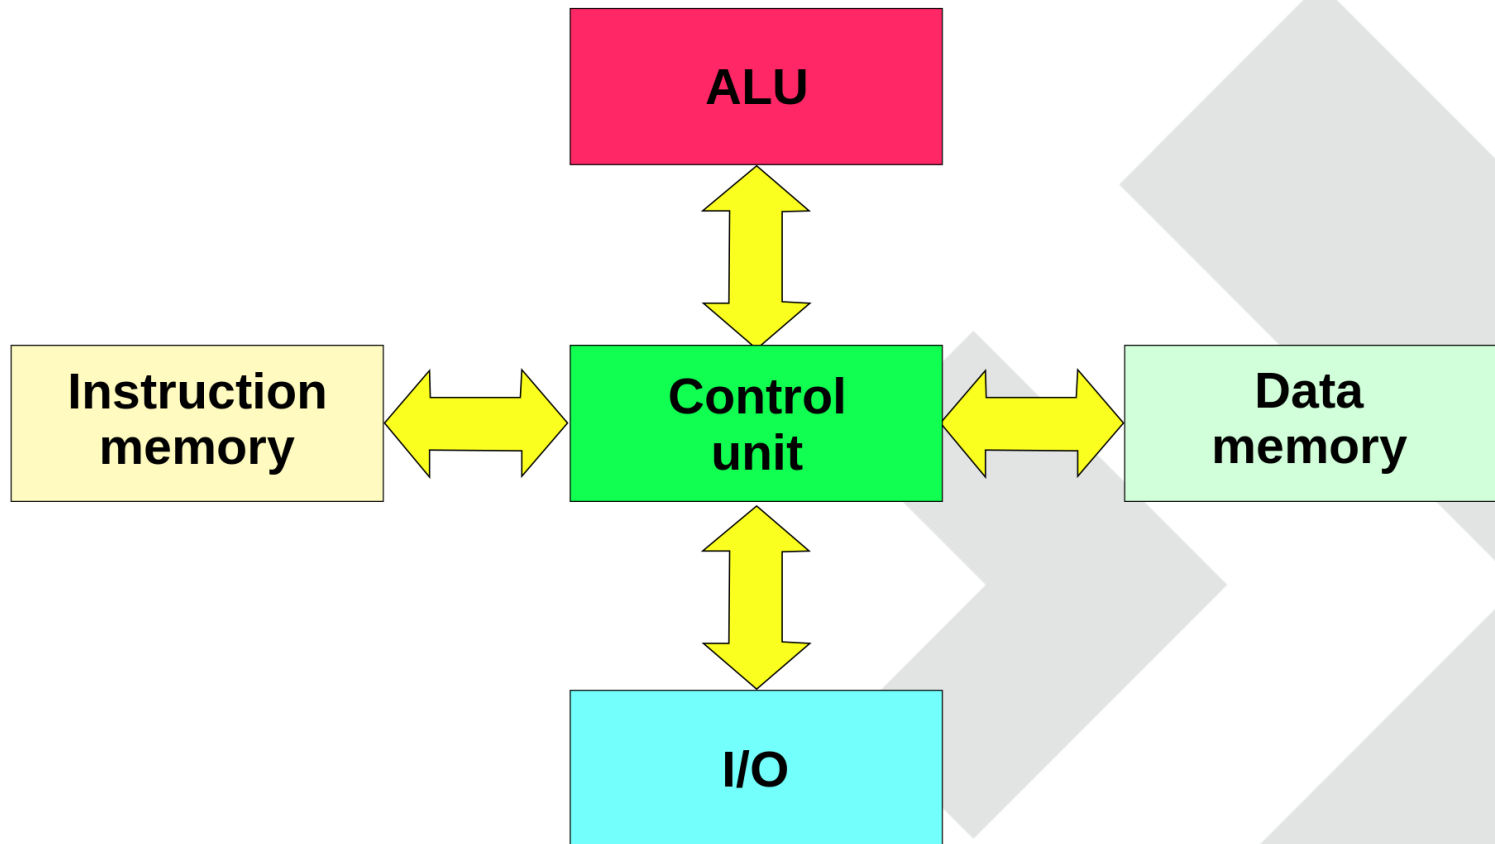 ALU
Instruction
memory
Control
unit
Data
memory
I/O